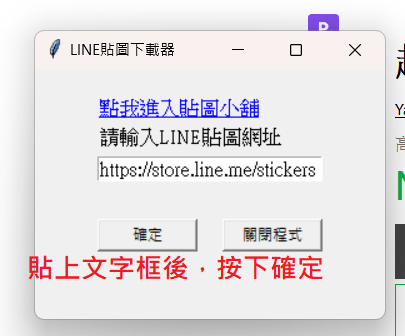 LINE貼圖下載器
點我進入貼圖小舖
請輸入LINE貼圖網址
https://store.line.me/stickers
確定
關閉程式
貼上文字框後，按下確定